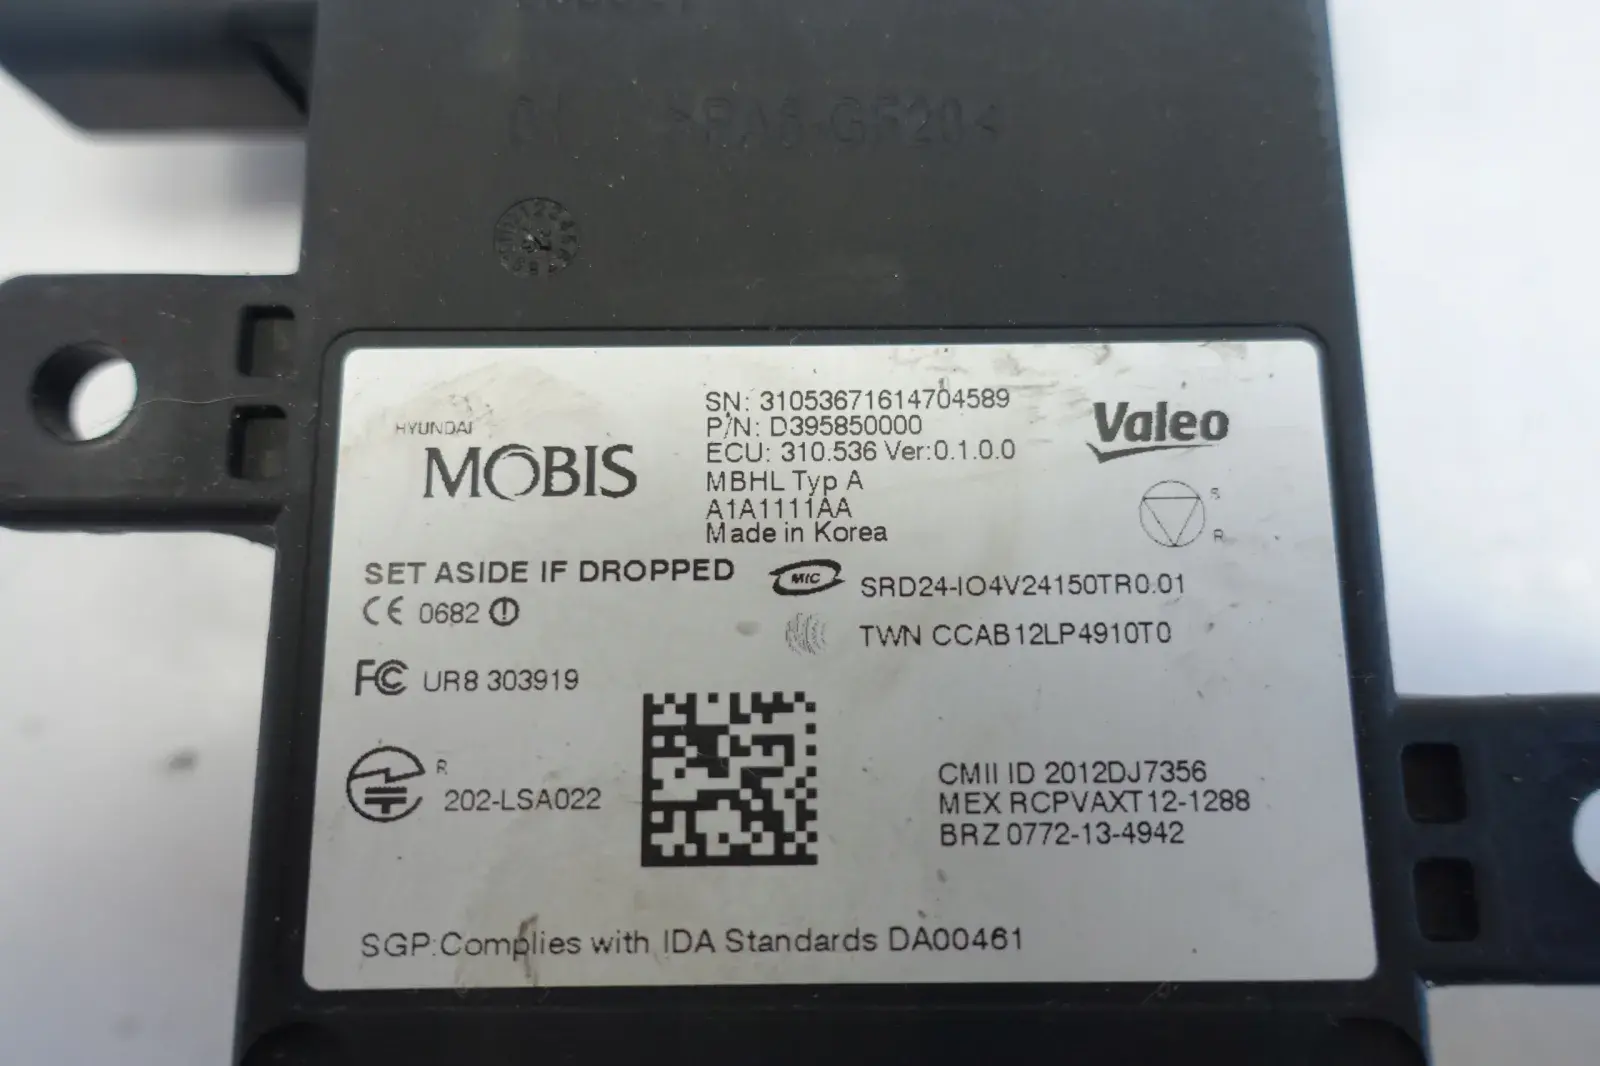 >PA6-GF20<
HYUNDAI
MOBIS
SN: 31053671614704589
P/N: D395850000
ECU: 310.536 Ver:0.1.0.0
MBHL Typ A
A1A1111AA
Made in Korea
Valeo
S
R
SET ASIDE IF DROPPED
CE 0682
MIC SRD24-IO4V24150TR0.01
TWN CCAB12LP4910T0
FC UR8 303919
R
202-LSA022
CMII ID 2012DJ7356
MEX RCPVAXT12-1288
BRZ 0772-13-4942
SGP:Complies with IDA Standards DA00461